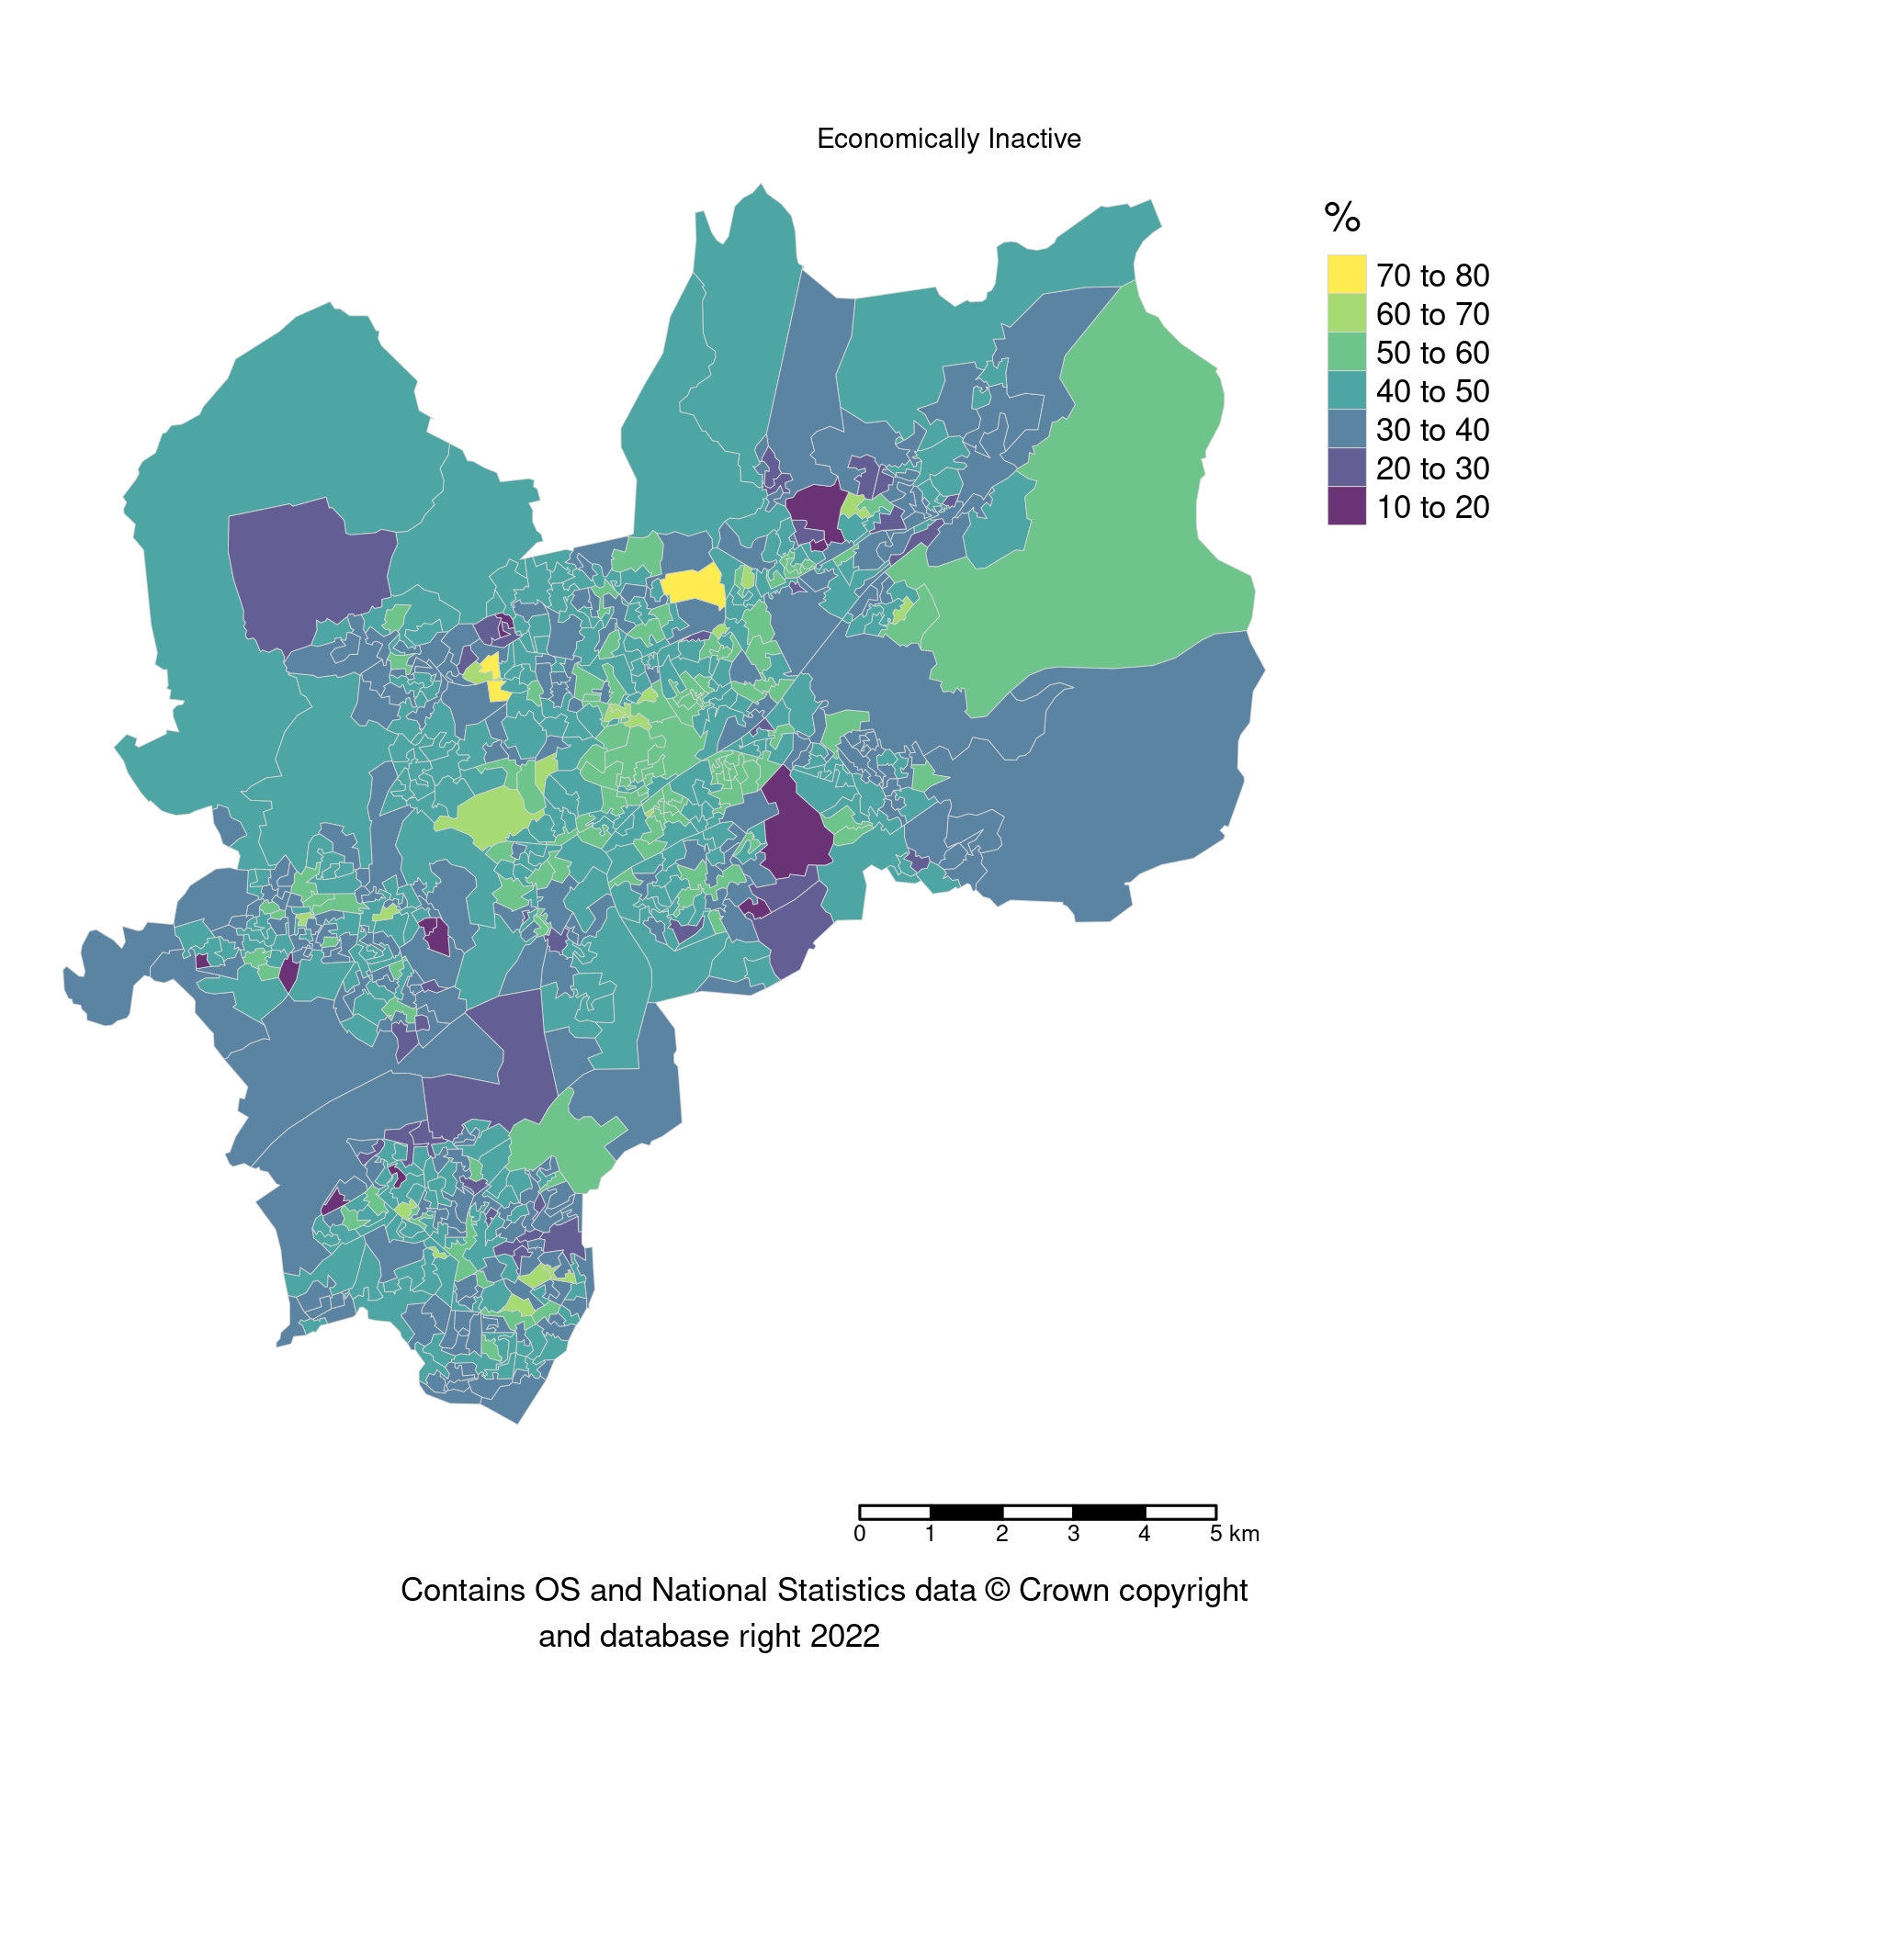 Economically Inactive
%
70 to 80
60 to 70
50 to 60
40 to 50
30 to 40
20 to 30
10 to 20
0 1 2 3 4 5 km
Contains OS and National Statistics data © Crown copyright
and database right 2022